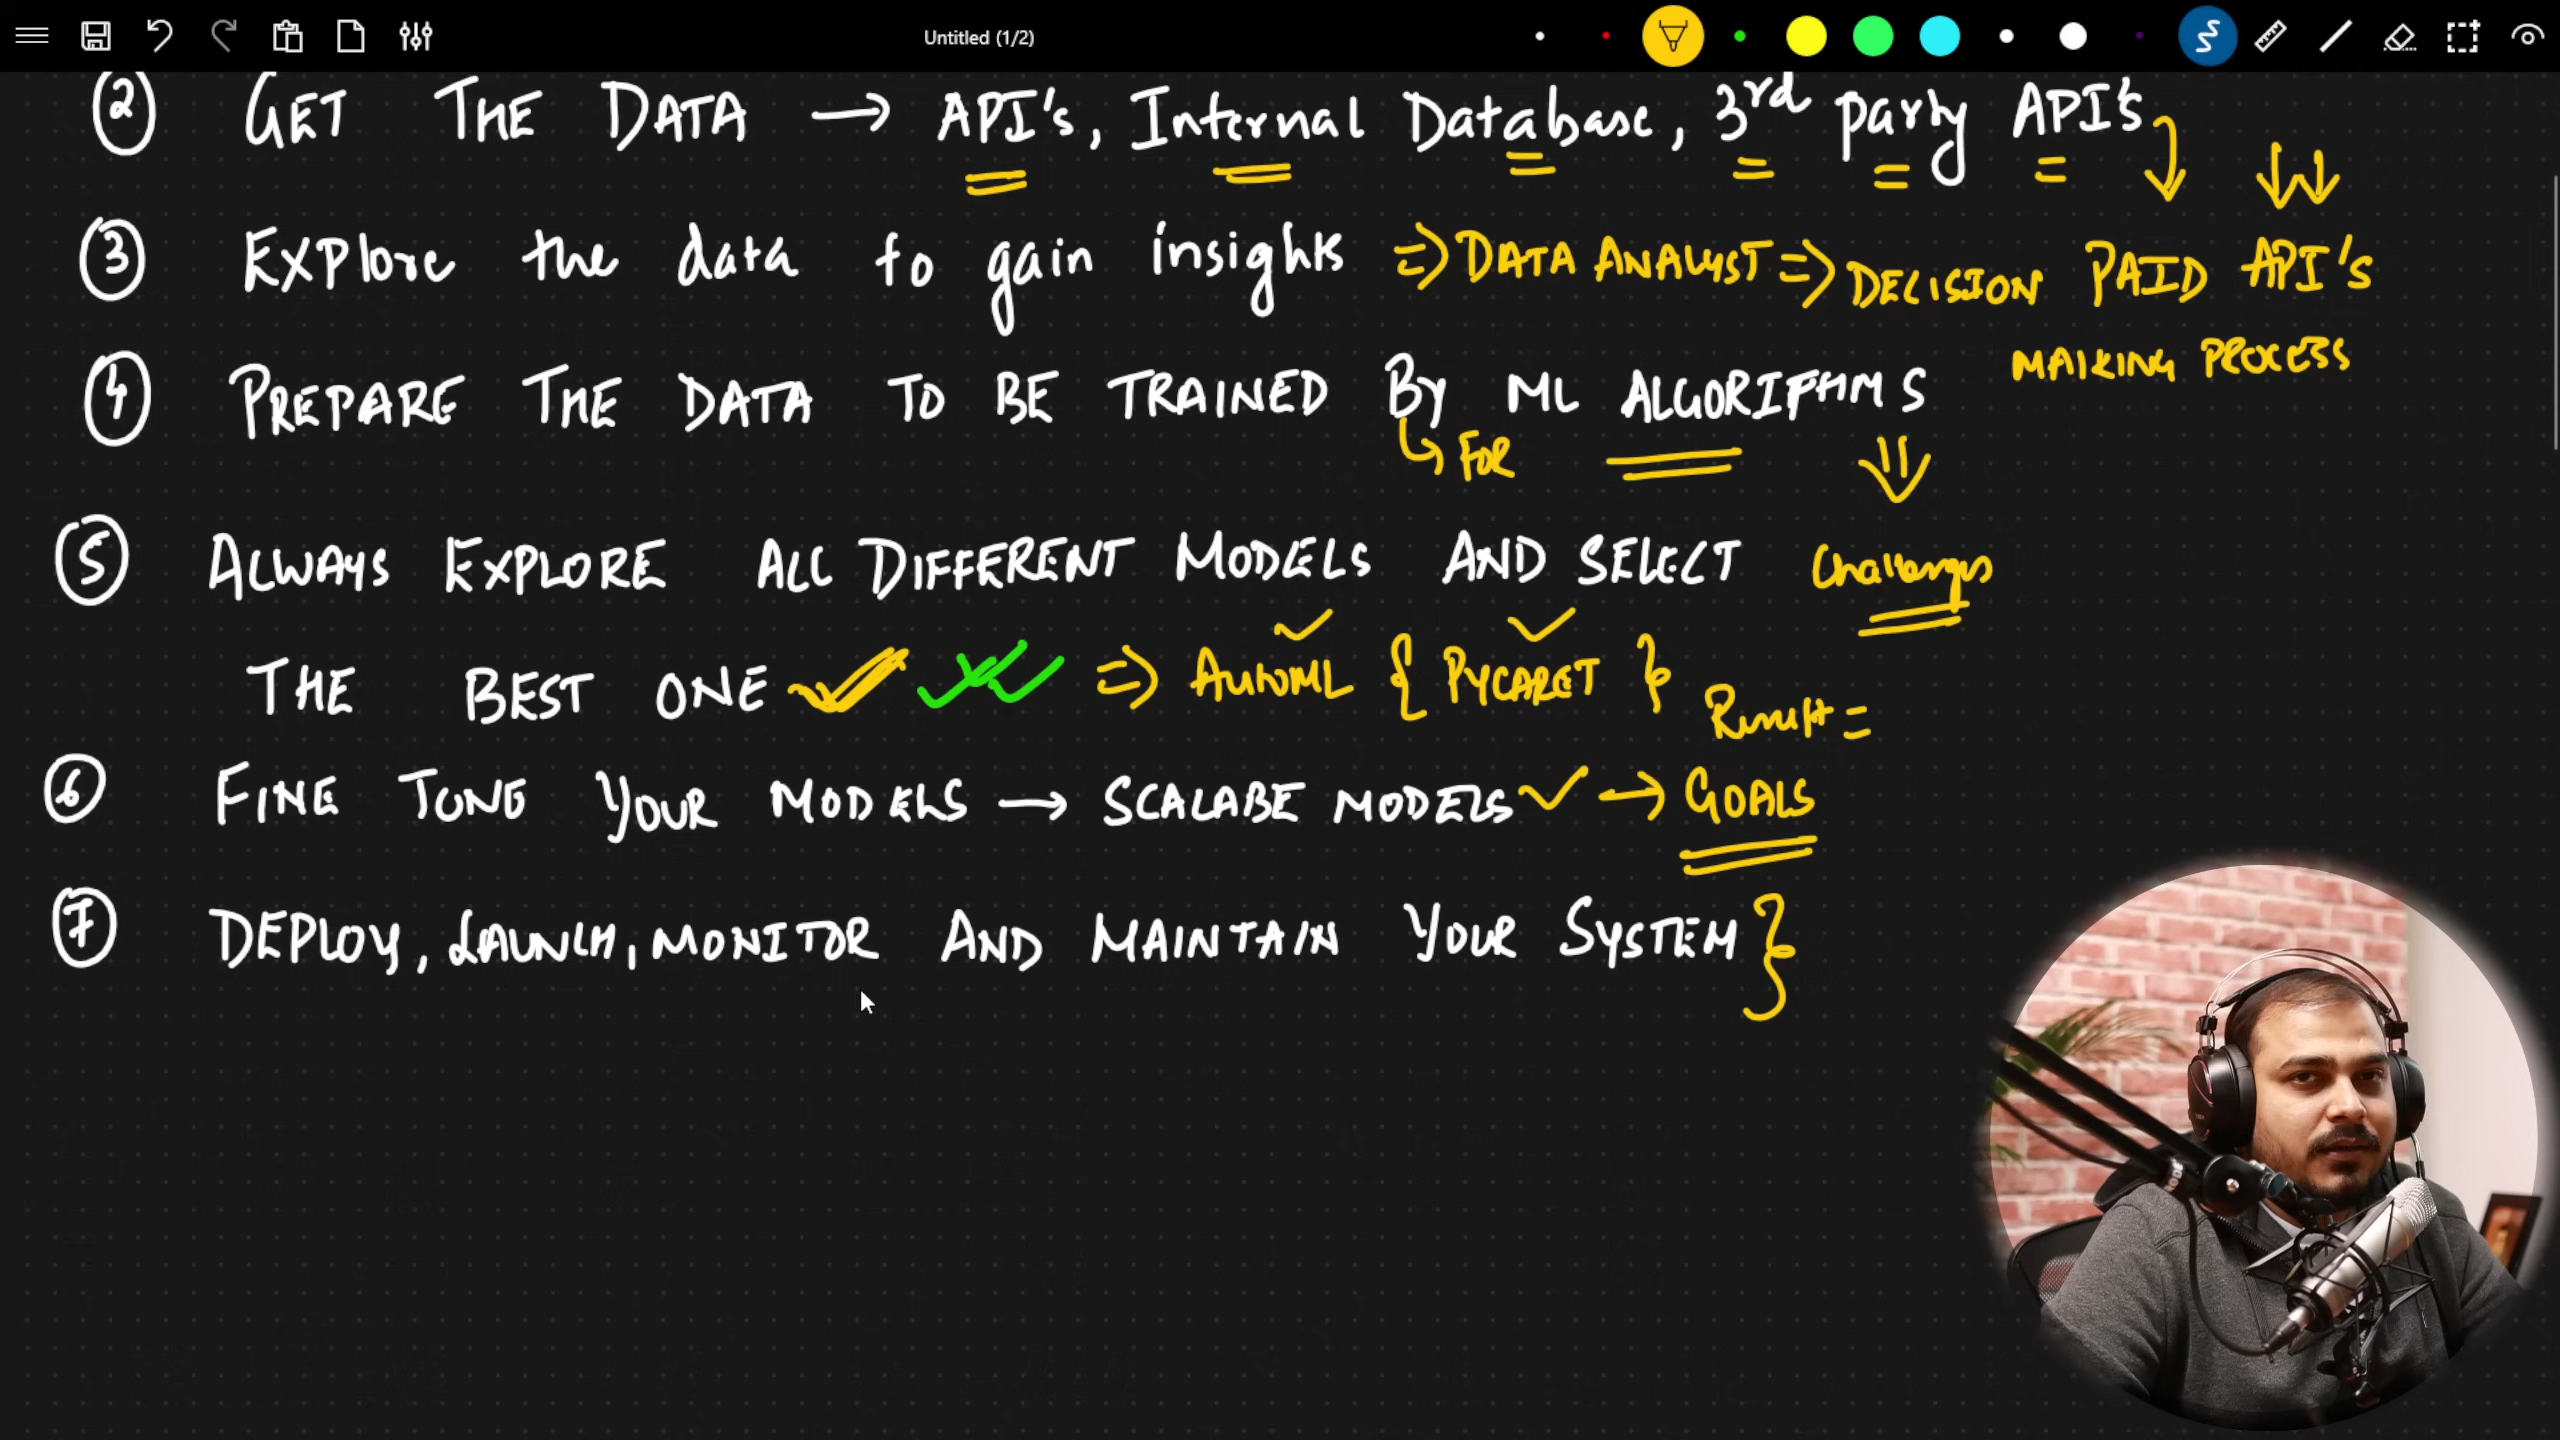 Untitled (1/2)
② GET THE DATA → API's, Internal Database, 3rd party API's
③ Explore the data to gain insights ⇒ DATA ANALYST ⇒ DECISION PAID API's
MAIKING PROCESS
④ PREPARE THE DATA TO BE TRAINED By ML ALGORIFHMS
↳ FOR
⑤ ALWAYS EXPLORE ALL DIFFERENT MODELS AND SELECT Challenges
THE BEST ONE ⇒ AutoML { PYCARET }
Result =
⑥ FINE TUNE YOUR MODELS → SCALABE MODELS ✓ → GOALS
⑦ DEPLOY, LAUNCH, MONITOR AND MAINTAIN YOUR SYSTEM }